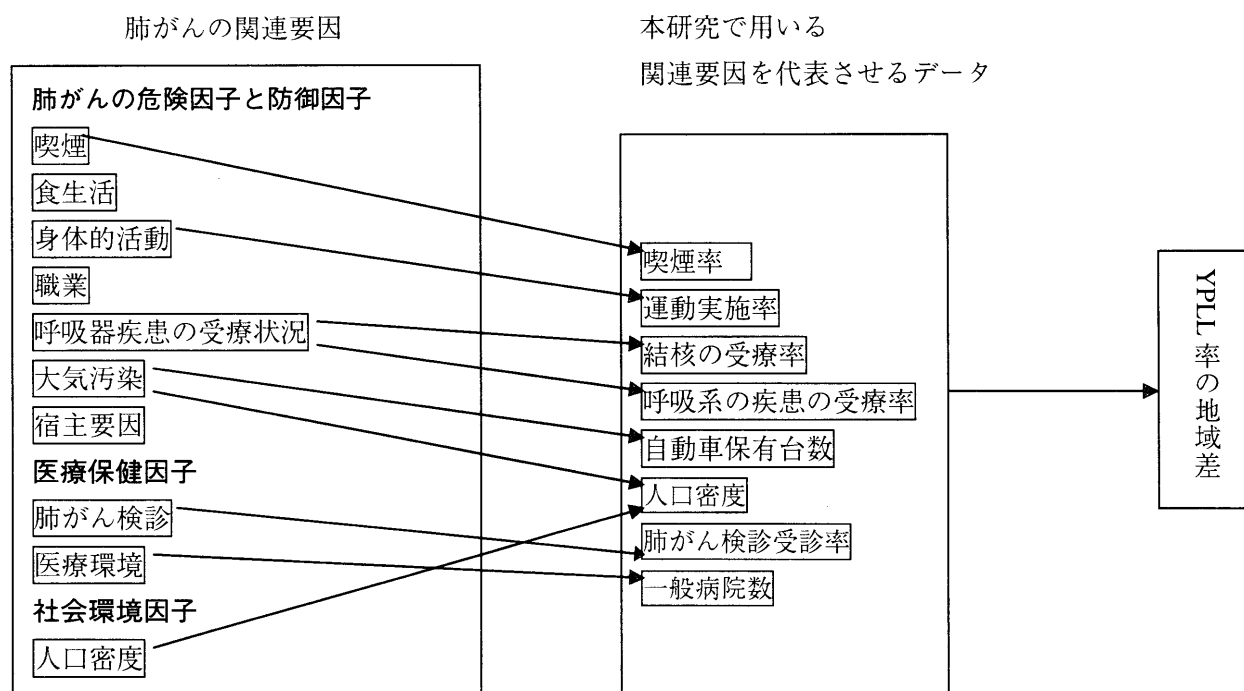 肺がんの関連要因
肺がんの危険因子と防御因子
喫煙
食生活
身体的活動
職業
呼吸器疾患の受療状況
大気汚染
宿主要因
医療保健因子
肺がん検診
医療環境
社会環境因子
人口密度
本研究で用いる
関連要因を代表させるデータ
喫煙率
運動実施率
結核の受療率
呼吸系の疾患の受療率
自動車保有台数
人口密度
肺がん検診受診率
一般病院数
YPLL率の地域差